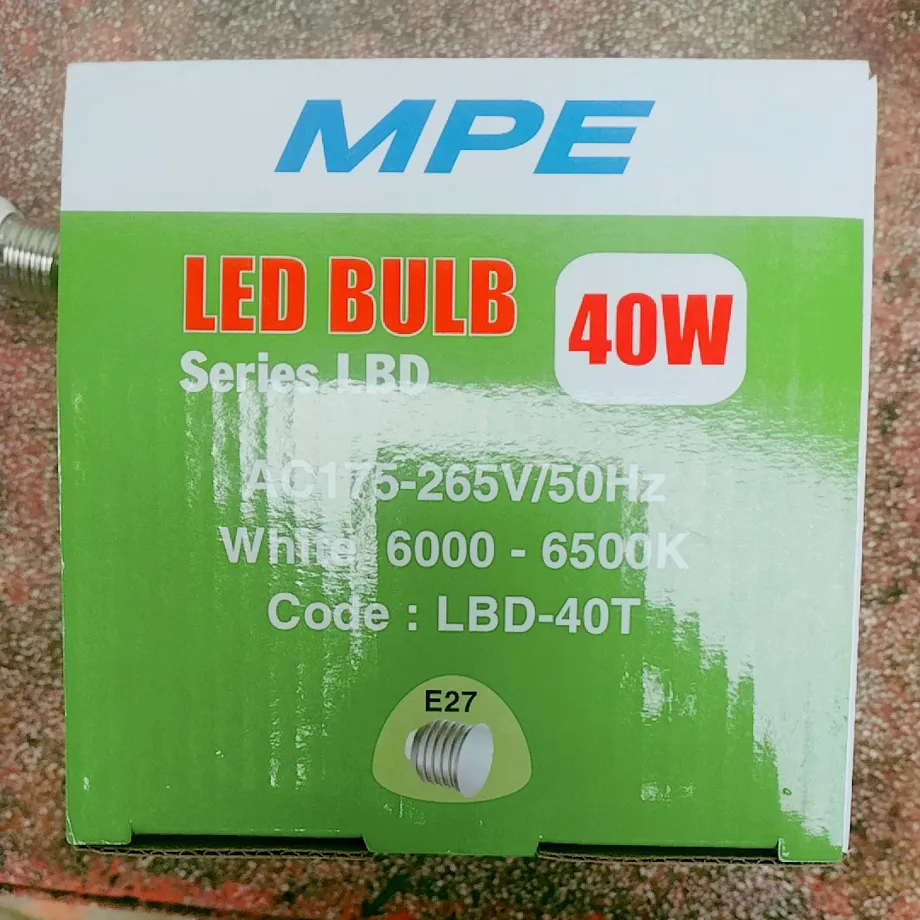 MPE
LED BULB
40W
Series LBD
AC175-265V/50Hz
White 6000 - 6500K
Code : LBD-40T
E27